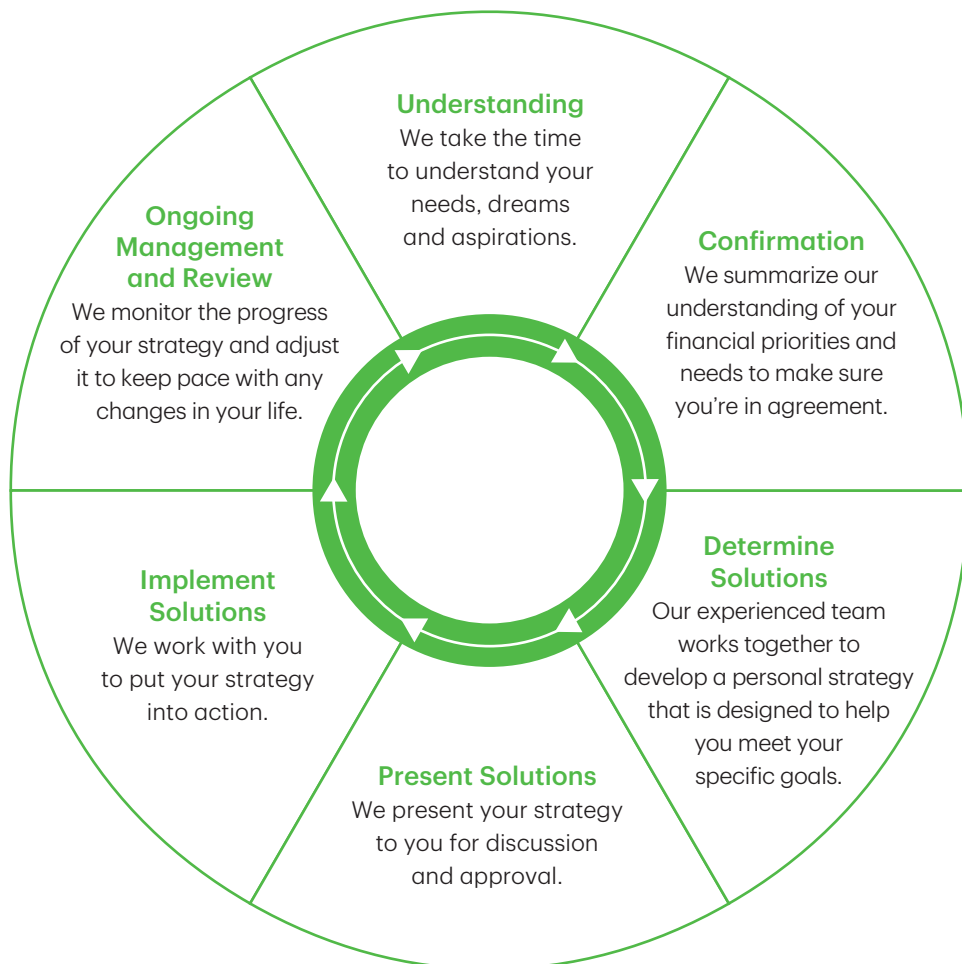 Understanding
We take the time
to understand your
needs, dreams
and aspirations.
Confirmation
We summarize our
understanding of your
financial priorities and
needs to make sure
you're in agreement.
Determine
Solutions
Our experienced team
works together to
develop a personal strategy
that is designed to help
you meet your
specific goals.
Present Solutions
We present your strategy
to you for discussion
and approval.
Implement
Solutions
We work with you
to put your strategy
into action.
Ongoing
Management
and Review
We monitor the progress
of your strategy and adjust
it to keep pace with any
changes in your life.